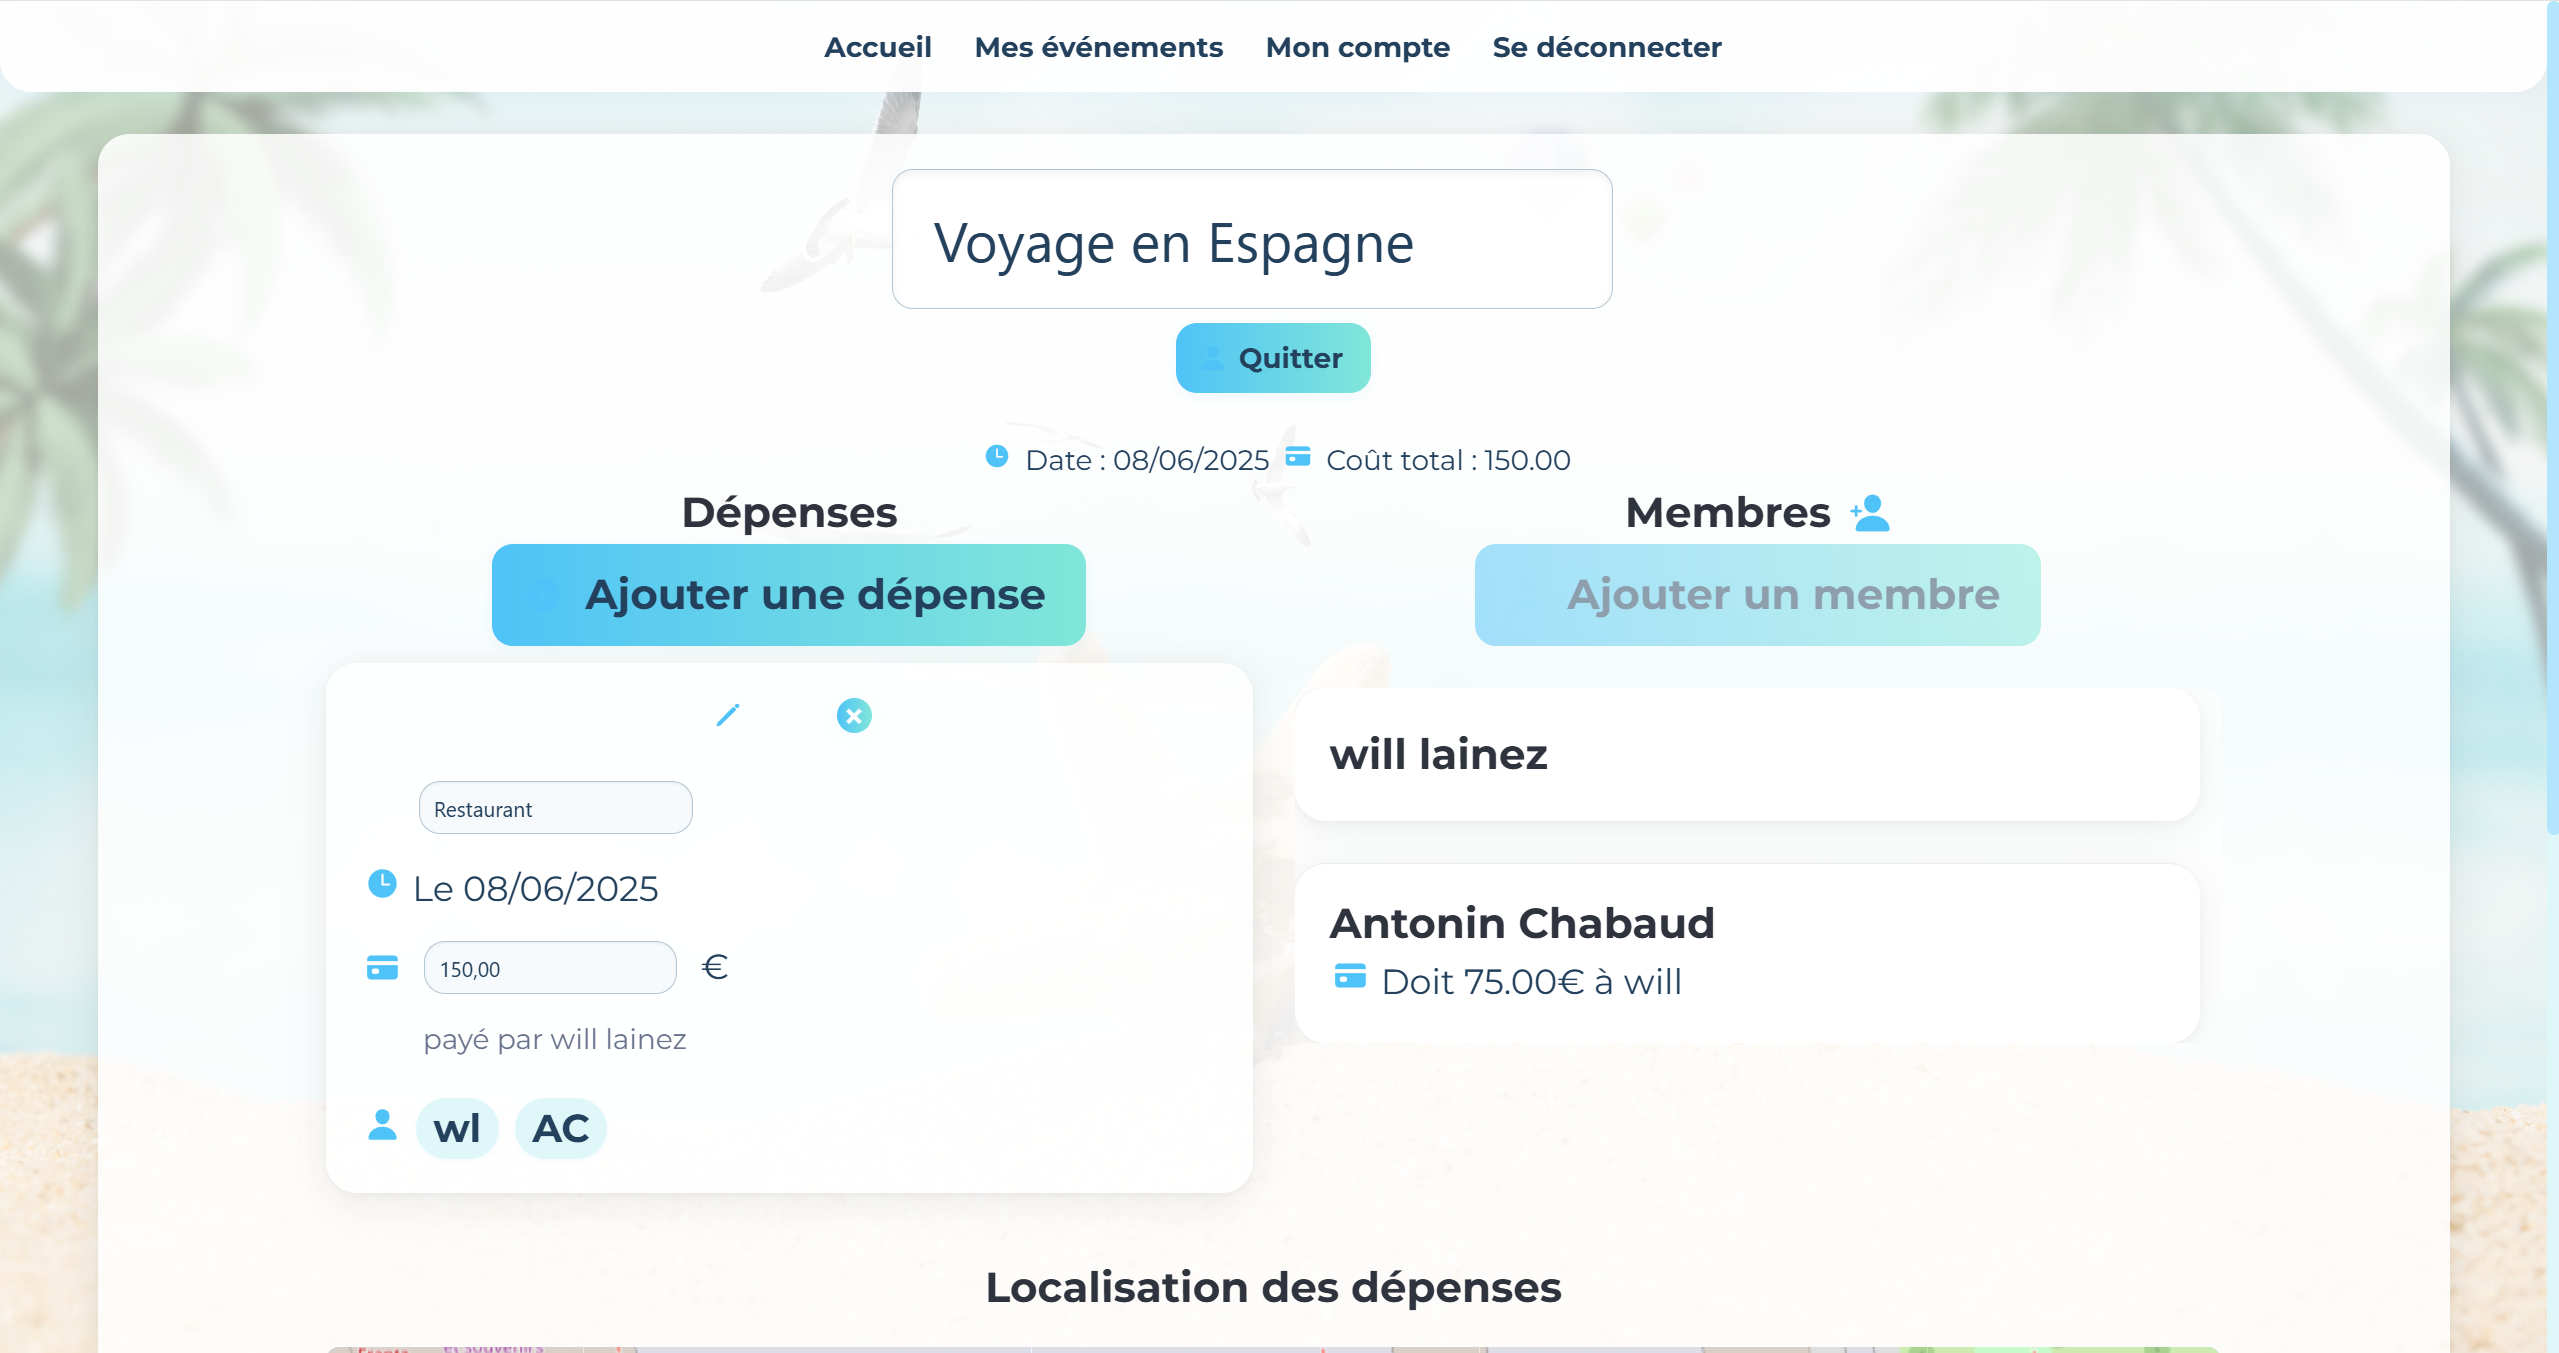 Accueil Mes événements Mon compte Se déconnecter
Voyage en Espagne
Quitter
Date : 08/06/2025 Coût total : 150.00
Dépenses
Ajouter une dépense
Restaurant
Le 08/06/2025
150,00 €
payé par will lainez
wl AC
Membres
Ajouter un membre
will lainez
Antonin Chabaud
Doit 75.00€ à will
Localisation des dépenses
et souvenirs